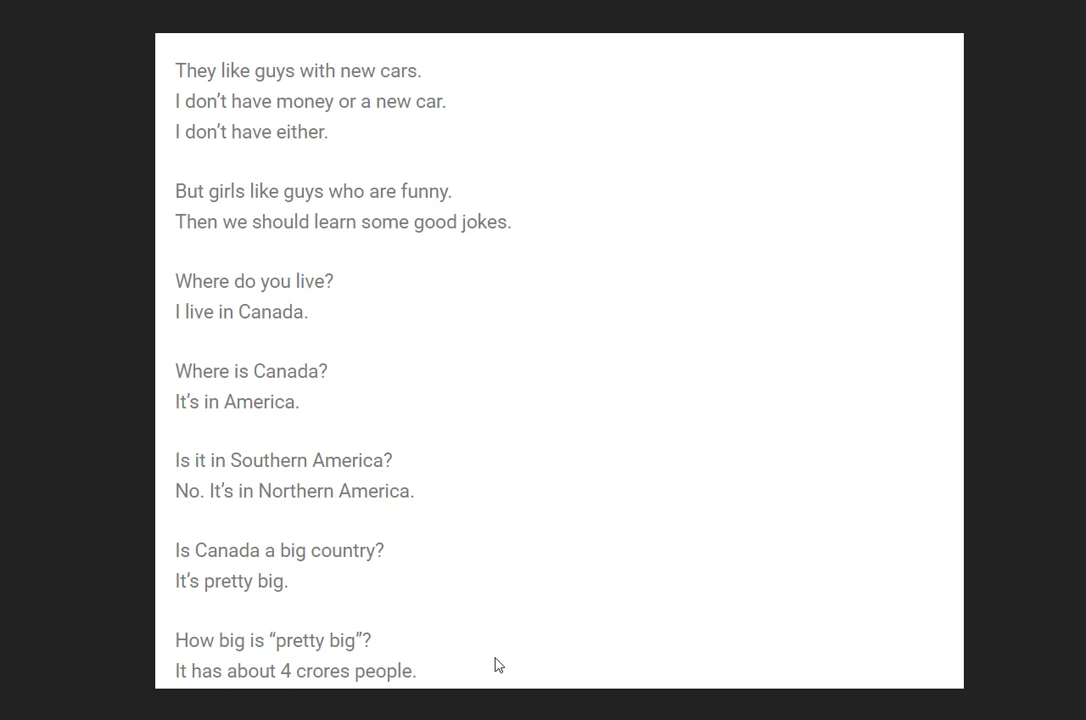 They like guys with new cars.
I don’t have money or a new car.
I don’t have either.
But girls like guys who are funny.
Then we should learn some good jokes.
Where do you live?
I live in Canada.
Where is Canada?
It’s in America.
Is it in Southern America?
No. It’s in Northern America.
Is Canada a big country?
It’s pretty big.
How big is “pretty big”?
It has about 4 crores people.